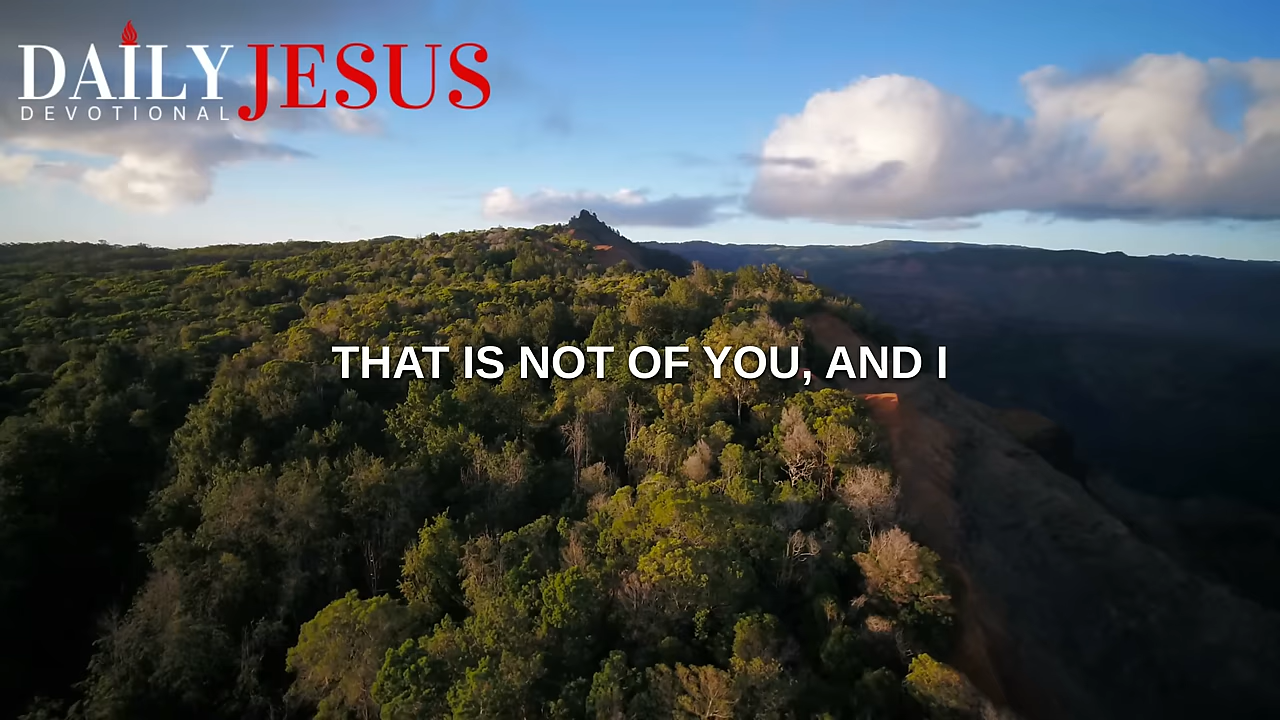 DAILY JESUS
DEVOTIONAL
THAT IS NOT OF YOU, AND I